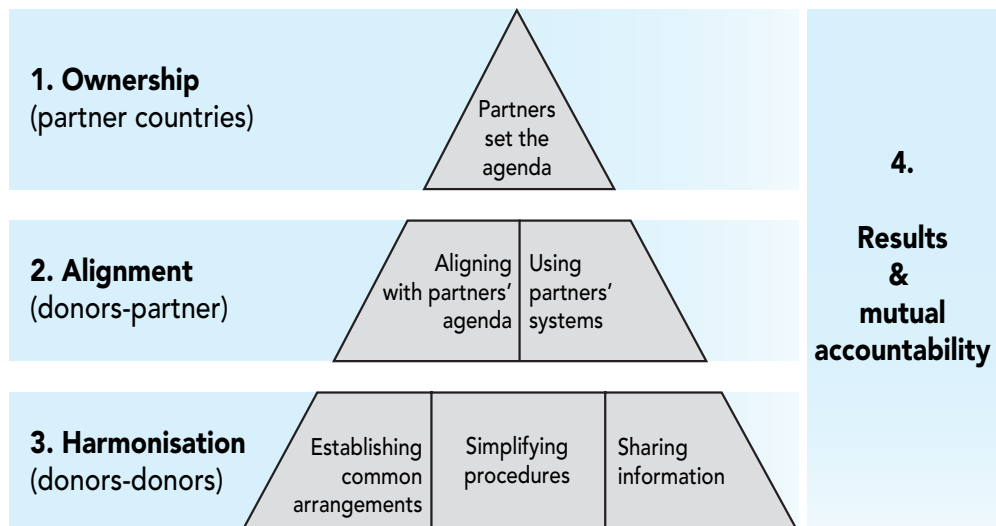 1. Ownership
(partner countries)
Partners
set the
agenda
2. Alignment
(donors-partner)
Aligning
with partners’
agenda
Using
partners’
systems
3. Harmonisation
(donors-donors)
Establishing
common
arrangements
Simplifying
procedures
Sharing
information
4.
Results
&
mutual
accountability